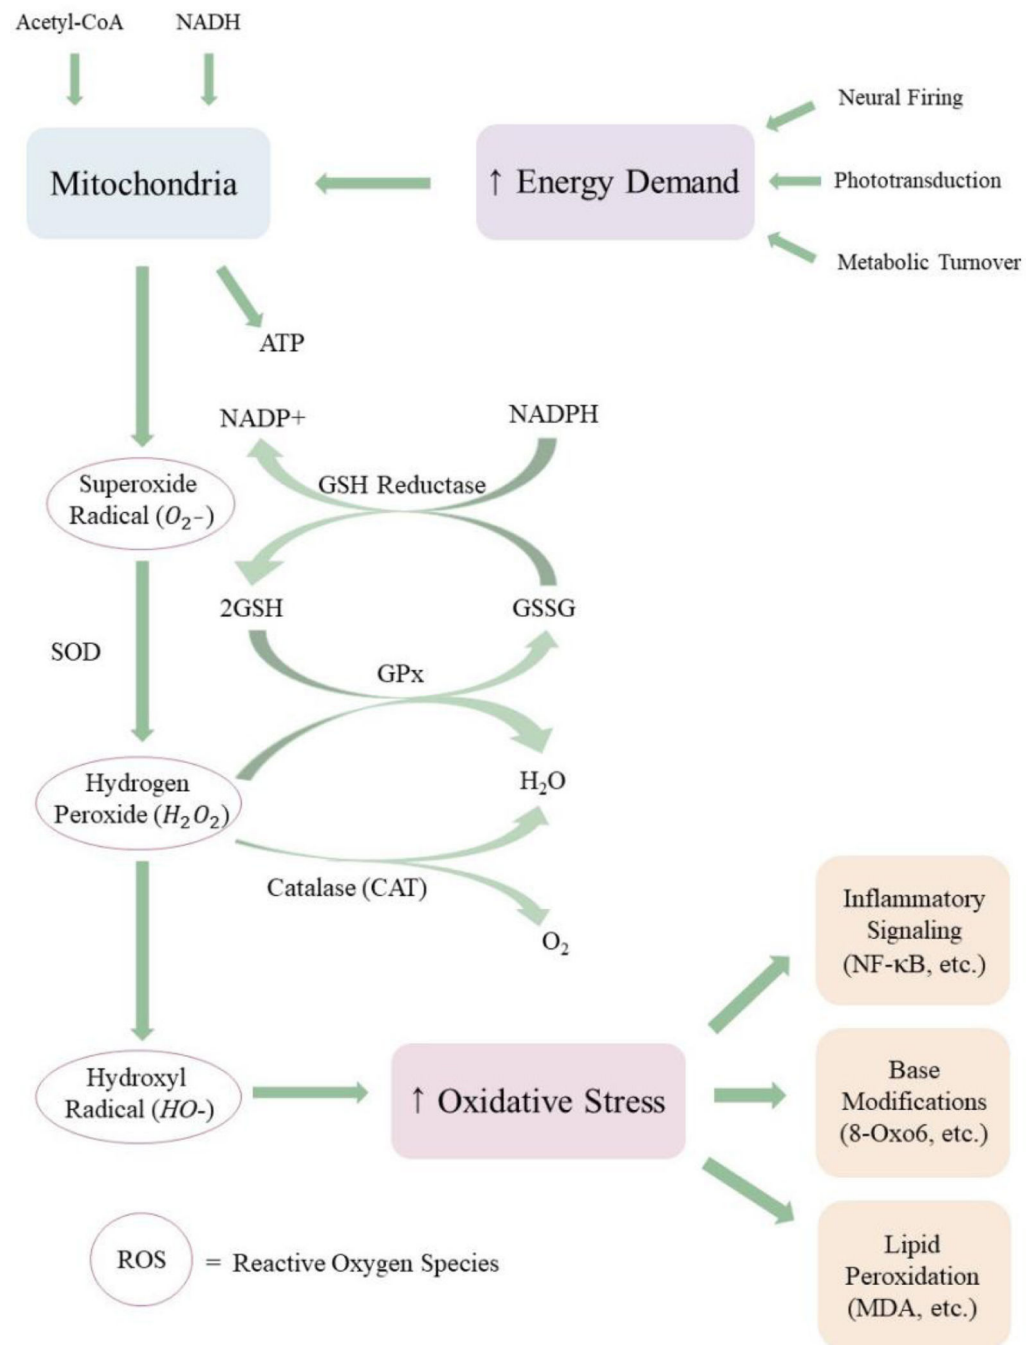 Acetyl-CoA
NADH
Neural Firing
Mitochondria
↑ Energy Demand
Phototransduction
Metabolic Turnover
ATP
NADP+
NADPH
GSH Reductase
Superoxide
Radical (O₂-)
2GSH
GSSG
SOD
GPx
Hydrogen
Peroxide (H₂O₂)
H₂O
Catalase (CAT)
O₂
Inflammatory
Signaling
(NF-κB, etc.)
Hydroxyl
Radical (HO-)
↑ Oxidative Stress
Base
Modifications
(8-Oxo6, etc.)
ROS
= Reactive Oxygen Species
Lipid
Peroxidation
(MDA, etc.)